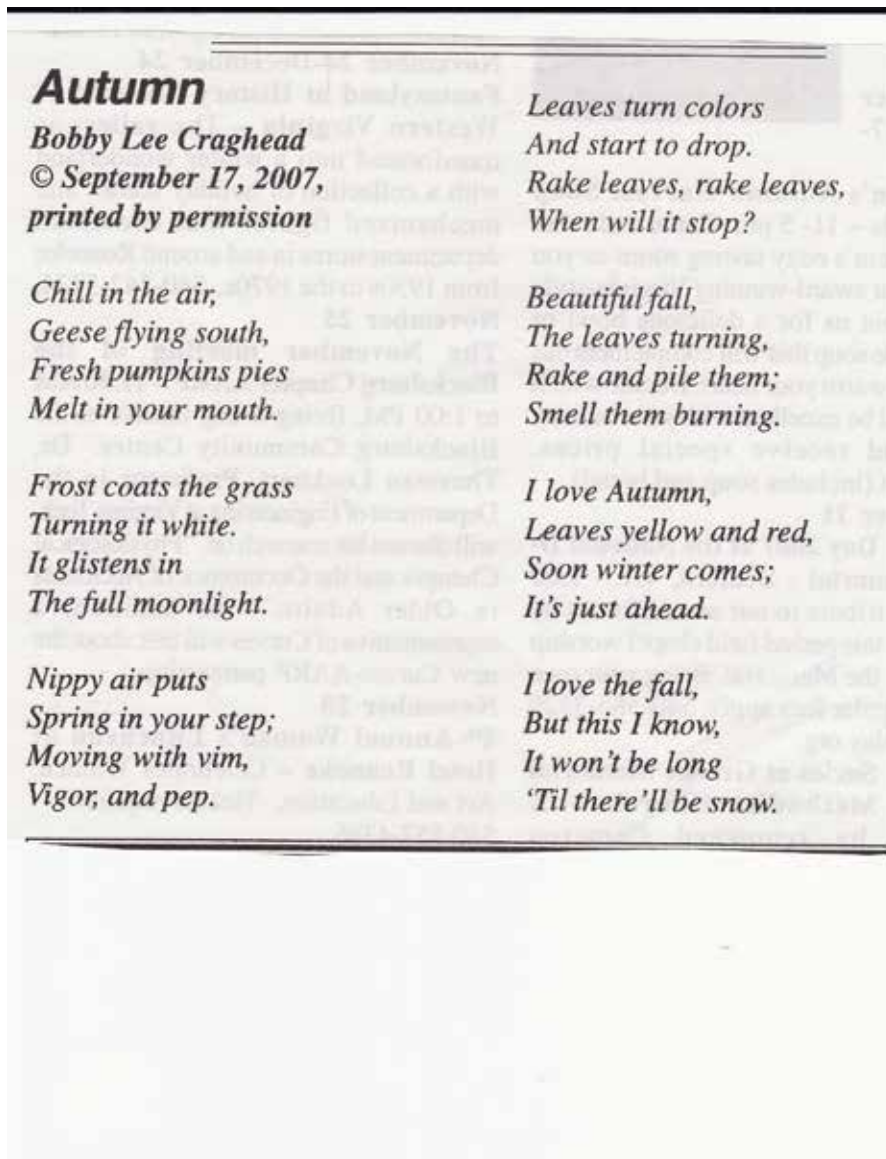 Autumn
Bobby Lee Craghead
© September 17, 2007,
printed by permission
Chill in the air,
Geese flying south,
Fresh pumpkins pies
Melt in your mouth.
Frost coats the grass
Turning it white.
It glistens in
The full moonlight.
Nippy air puts
Spring in your step;
Moving with vim,
Vigor, and pep.
Leaves turn colors
And start to drop.
Rake leaves, rake leaves,
When will it stop?
Beautiful fall,
The leaves turning,
Rake and pile them;
Smell them burning.
I love Autumn,
Leaves yellow and red,
Soon winter comes;
It's just ahead.
I love the fall,
But this I know,
It won't be long
‘Til there'll be snow.